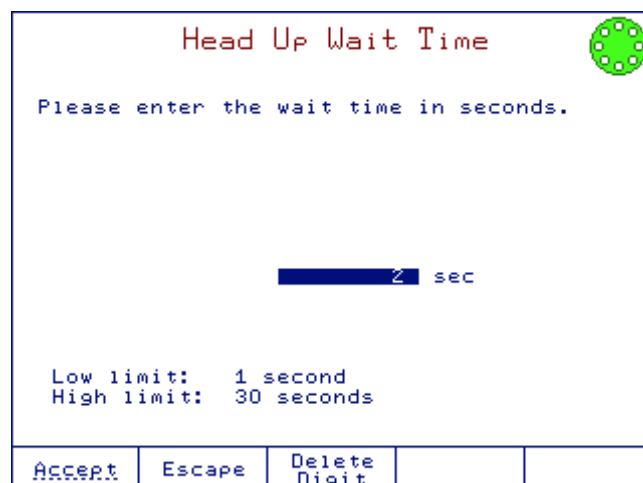 Head Up Wait Time
Please enter the wait time in seconds.
2 sec
Low limit: 1 second
High limit: 30 seconds
Accept Escape Delete Digit